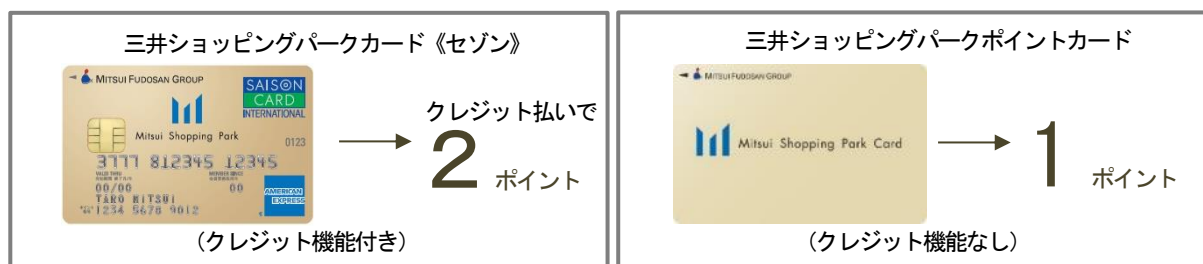 三井ショッピングパークカード《セゾン》
MITSUI FUDOSAN GROUP
SAISON
CARD
INTERNATIONAL
Mitsui Shopping Park
0123
3777 812345 12345
00/00 00
TARO MITSUI
1234 5678 9012
AMERICAN
EXPRESS
クレジット払いで
2 ポイント
(クレジット機能付き)
三井ショッピングパークポイントカード
MITSUI FUDOSAN GROUP
Mitsui Shopping Park Card
1 ポイント
(クレジット機能なし)